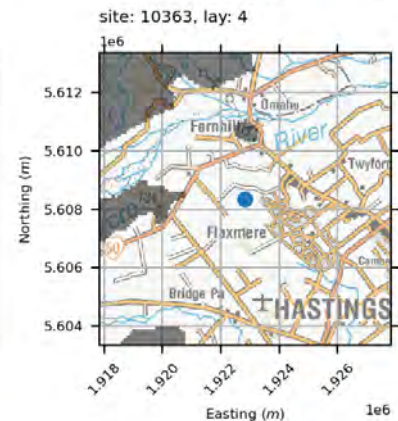 site: 10363, lay: 4
1e6
5.612
5.610
5.608
5.606
5.604
Northing (m)
Omahu
Fernhill
River
Twyford
Flaxmere
50
Bridge Pa
HASTINGS
1.918
1.920
1.922
1.924
1.926
1e6
Easting (m)